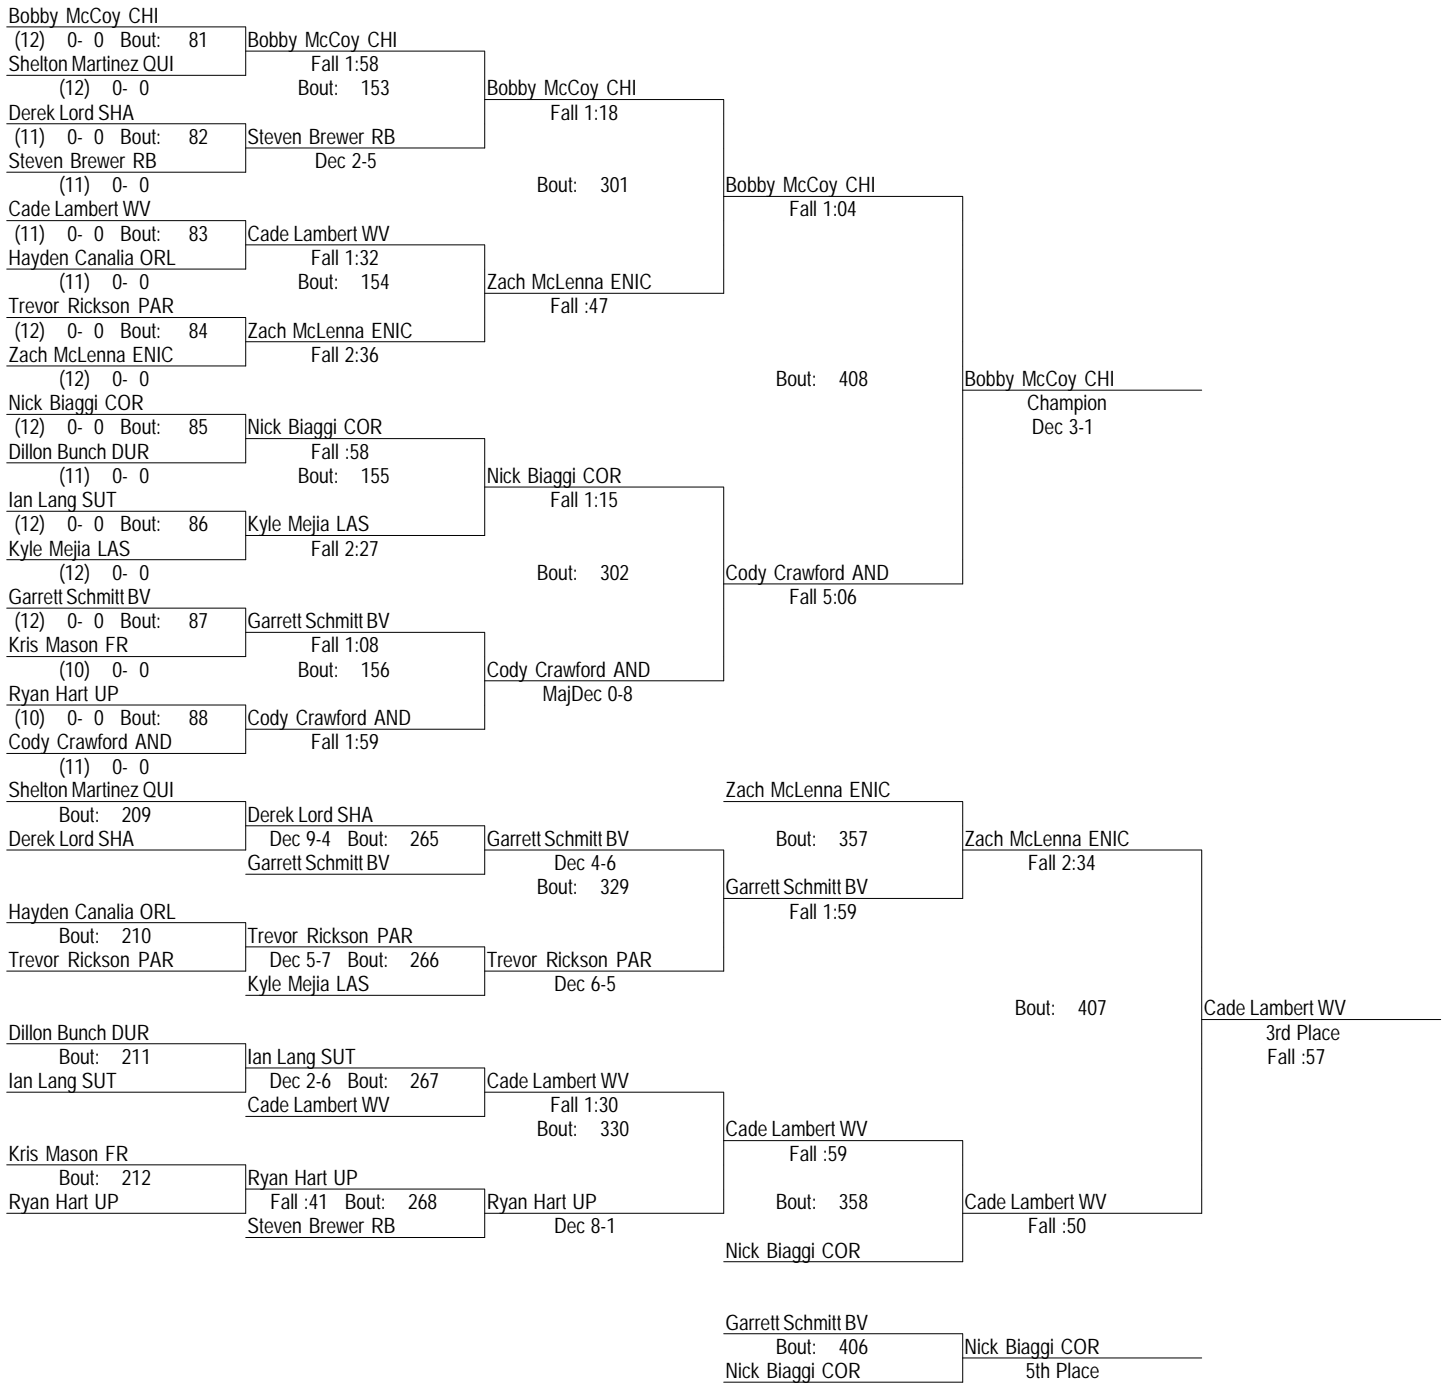 Bobby McCoy CHI
(12) 0- 0 Bout: 81 Bobby McCoy CHI
Shelton Martinez QUI Fall 1:58
(12) 0- 0 Bout: 153 Bobby McCoy CHI
Derek Lord SHA Fall 1:18
(11) 0- 0 Bout: 82 Steven Brewer RB
Steven Brewer RB Dec 2-5
(11) 0- 0 Bout: 301 Bobby McCoy CHI
Cade Lambert WV Fall 1:04
(11) 0- 0 Bout: 83 Cade Lambert WV
Hayden Canalia ORL Fall 1:32
(11) 0- 0 Bout: 154 Zach McLenna ENIC
Trevor Rickson PAR Fall :47
(12) 0- 0 Bout: 84 Zach McLenna ENIC
Zach McLenna ENIC Fall 2:36
(12) 0- 0 Bout: 408 Bobby McCoy CHI
Nick Biaggi COR Champion
(12) 0- 0 Bout: 85 Nick Biaggi COR Dec 3-1
Dillon Bunch DUR Fall :58
(11) 0- 0 Bout: 155 Nick Biaggi COR
Ian Lang SUT Fall 1:15
(12) 0- 0 Bout: 86 Kyle Mejia LAS
Kyle Mejia LAS Fall 2:27
(12) 0- 0 Bout: 302 Cody Crawford AND
Garrett Schmitt BV Fall 5:06
(12) 0- 0 Bout: 87 Garrett Schmitt BV
Kris Mason FR Fall 1:08
(10) 0- 0 Bout: 156 Cody Crawford AND
Ryan Hart UP MajDec 0-8
(10) 0- 0 Bout: 88 Cody Crawford AND
Cody Crawford AND Fall 1:59
(11) 0- 0
Shelton Martinez QUI Zach McLenna ENIC
Bout: 209 Derek Lord SHA
Derek Lord SHA Dec 9-4 Bout: 265 Garrett Schmitt BV Bout: 357 Zach McLenna ENIC
Garrett Schmitt BV Dec 4-6 Fall 2:34
Bout: 329 Garrett Schmitt BV
Hayden Canalia ORL Fall 1:59
Bout: 210 Trevor Rickson PAR
Trevor Rickson PAR Dec 5-7 Bout: 266 Trevor Rickson PAR
Kyle Mejia LAS Dec 6-5
Bout: 407 Cade Lambert WV
Dillon Bunch DUR 3rd Place
Bout: 211 Ian Lang SUT Fall :57
Ian Lang SUT Dec 2-6 Bout: 267 Cade Lambert WV
Cade Lambert WV Fall 1:30
Bout: 330 Cade Lambert WV
Kris Mason FR Fall :59
Bout: 212 Ryan Hart UP
Ryan Hart UP Fall :41 Bout: 268 Ryan Hart UP Bout: 358 Cade Lambert WV
Steven Brewer RB Dec 8-1 Fall :50
Nick Biaggi COR
Garrett Schmitt BV
Bout: 406 Nick Biaggi COR
Nick Biaggi COR 5th Place